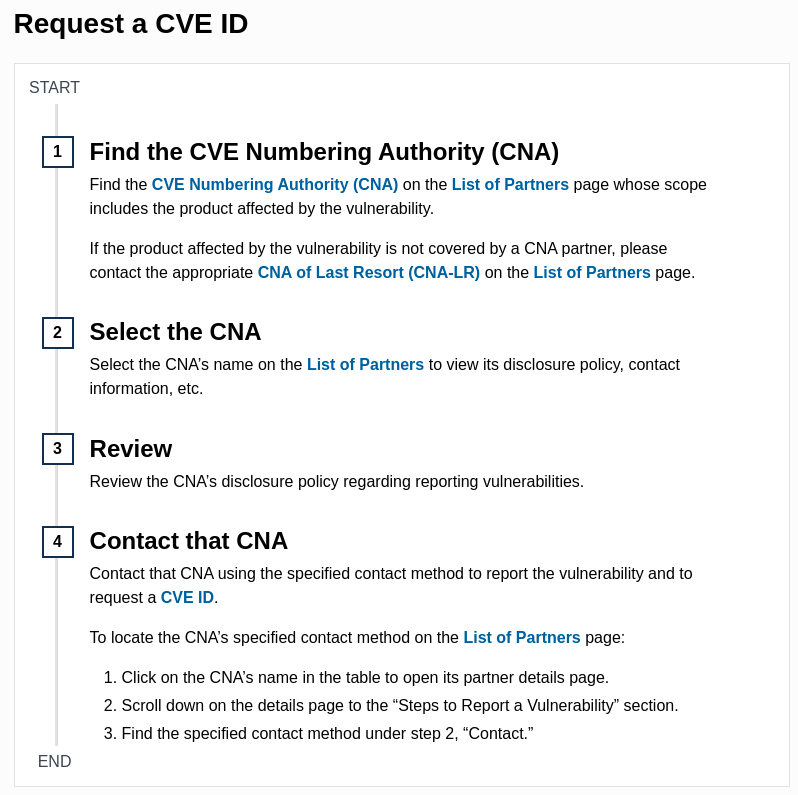 Request a CVE ID
START
1
Find the CVE Numbering Authority (CNA)
Find the CVE Numbering Authority (CNA) on the List of Partners page whose scope
includes the product affected by the vulnerability.
If the product affected by the vulnerability is not covered by a CNA partner, please
contact the appropriate CNA of Last Resort (CNA-LR) on the List of Partners page.
2
Select the CNA
Select the CNA’s name on the List of Partners to view its disclosure policy, contact
information, etc.
3
Review
Review the CNA’s disclosure policy regarding reporting vulnerabilities.
4
Contact that CNA
Contact that CNA using the specified contact method to report the vulnerability and to
request a CVE ID.
To locate the CNA’s specified contact method on the List of Partners page:
1. Click on the CNA’s name in the table to open its partner details page.
2. Scroll down on the details page to the “Steps to Report a Vulnerability” section.
3. Find the specified contact method under step 2, “Contact.”
END